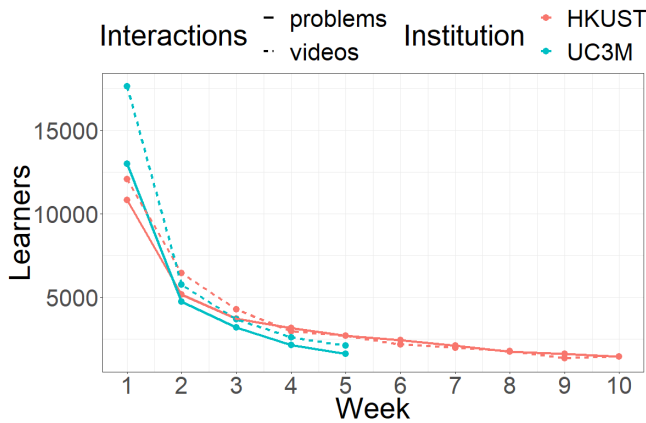 Interactions
problems
videos
Institution
HKUST
UC3M
Learners
15000
10000
5000
1 2 3 4 5 6 7 8 9 10
Week